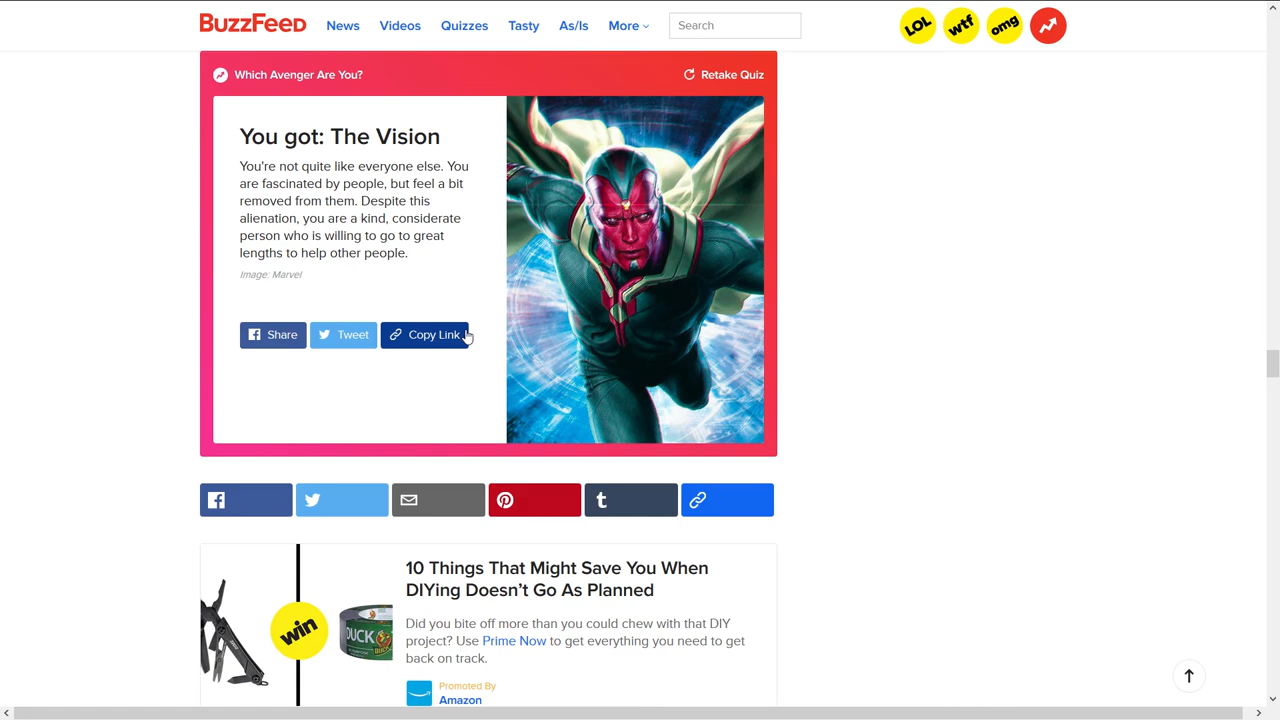 BuzzFeed News Videos Quizzes Tasty As/Is More Search LOL wtf omg
Which Avenger Are You? Retake Quiz
You got: The Vision
You're not quite like everyone else. You
are fascinated by people, but feel a bit
removed from them. Despite this
alienation, you are a kind, considerate
person who is willing to go to great
lengths to help other people.
Image: Marvel
Share Tweet Copy Link
10 Things That Might Save You When
DIYing Doesn’t Go As Planned
win
DUCK
Did you bite off more than you could chew with that DIY
project? Use Prime Now to get everything you need to get
back on track.
Promoted By
Amazon